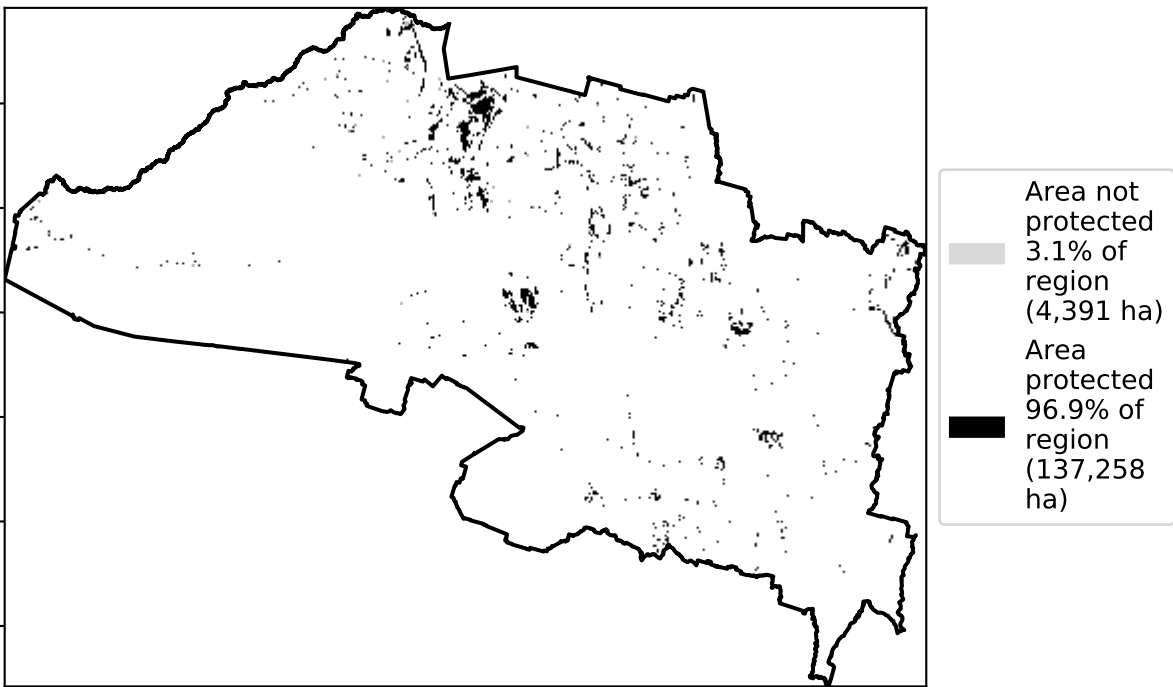 Area not
protected
3.1% of
region
(4,391 ha)
Area
protected
96.9% of
region
(137,258
ha)